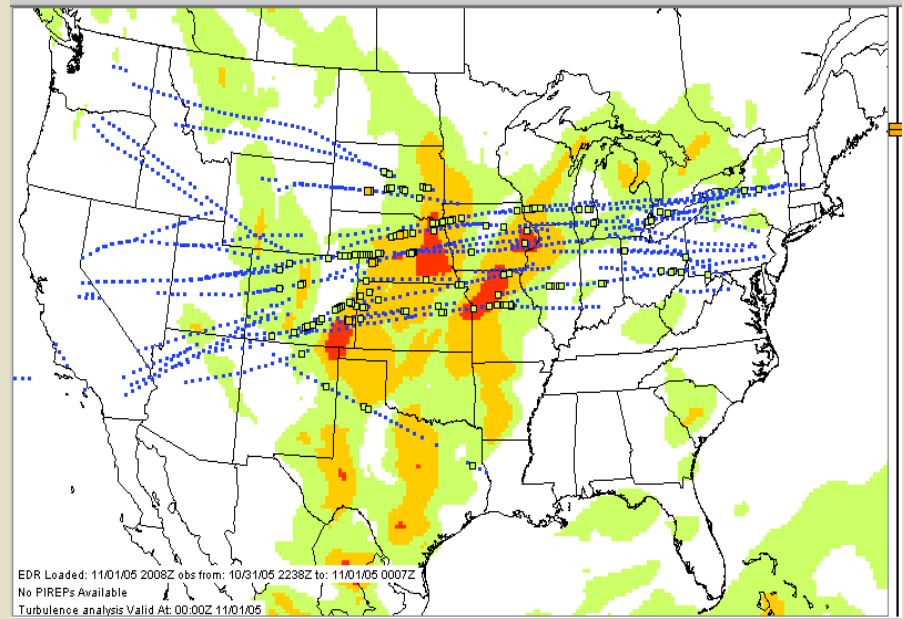 EDR Loaded: 11/01/05 2008Z obs from: 10/31/05 2238Z to: 11/01/05 0007Z
No PIREPs Available
Turbulence analysis Valid At: 00:00Z 11/01/05